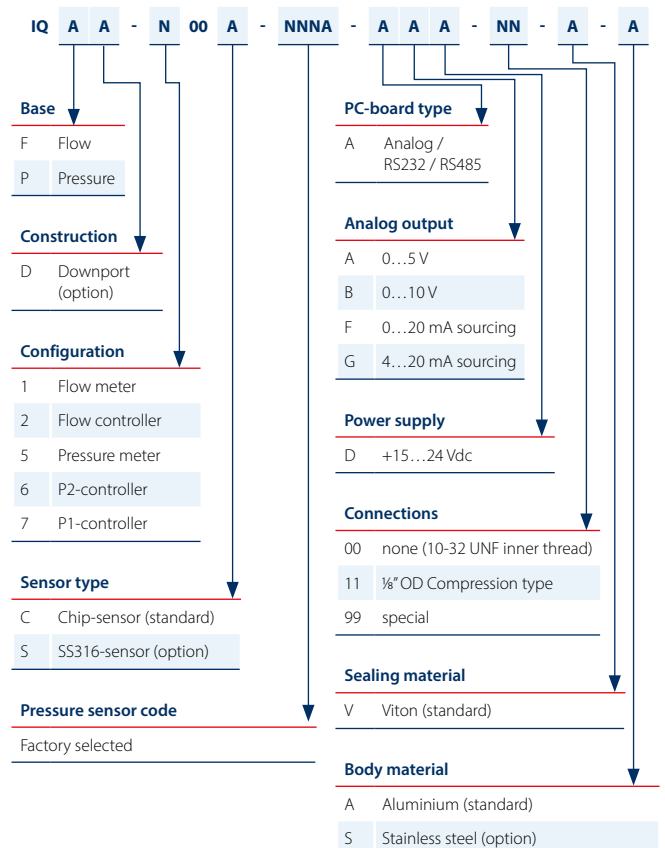 IQ A A - N 00 A - NNNA - A A A - NN - A - A
Base
F Flow
P Pressure
Construction
D Downport
(option)
Configuration
1 Flow meter
2 Flow controller
5 Pressure meter
6 P2-controller
7 P1-controller
Sensor type
C Chip-sensor (standard)
S SS316-sensor (option)
Pressure sensor code
Factory selected
PC-board type
A Analog /
RS232 / RS485
Analog output
A 0…5 V
B 0…10 V
F 0…20 mA sourcing
G 4…20 mA sourcing
Power supply
D +15…24 Vdc
Connections
00 none (10-32 UNF inner thread)
11 ⅛” OD Compression type
99 special
Sealing material
V Viton (standard)
Body material
A Aluminium (standard)
S Stainless steel (option)